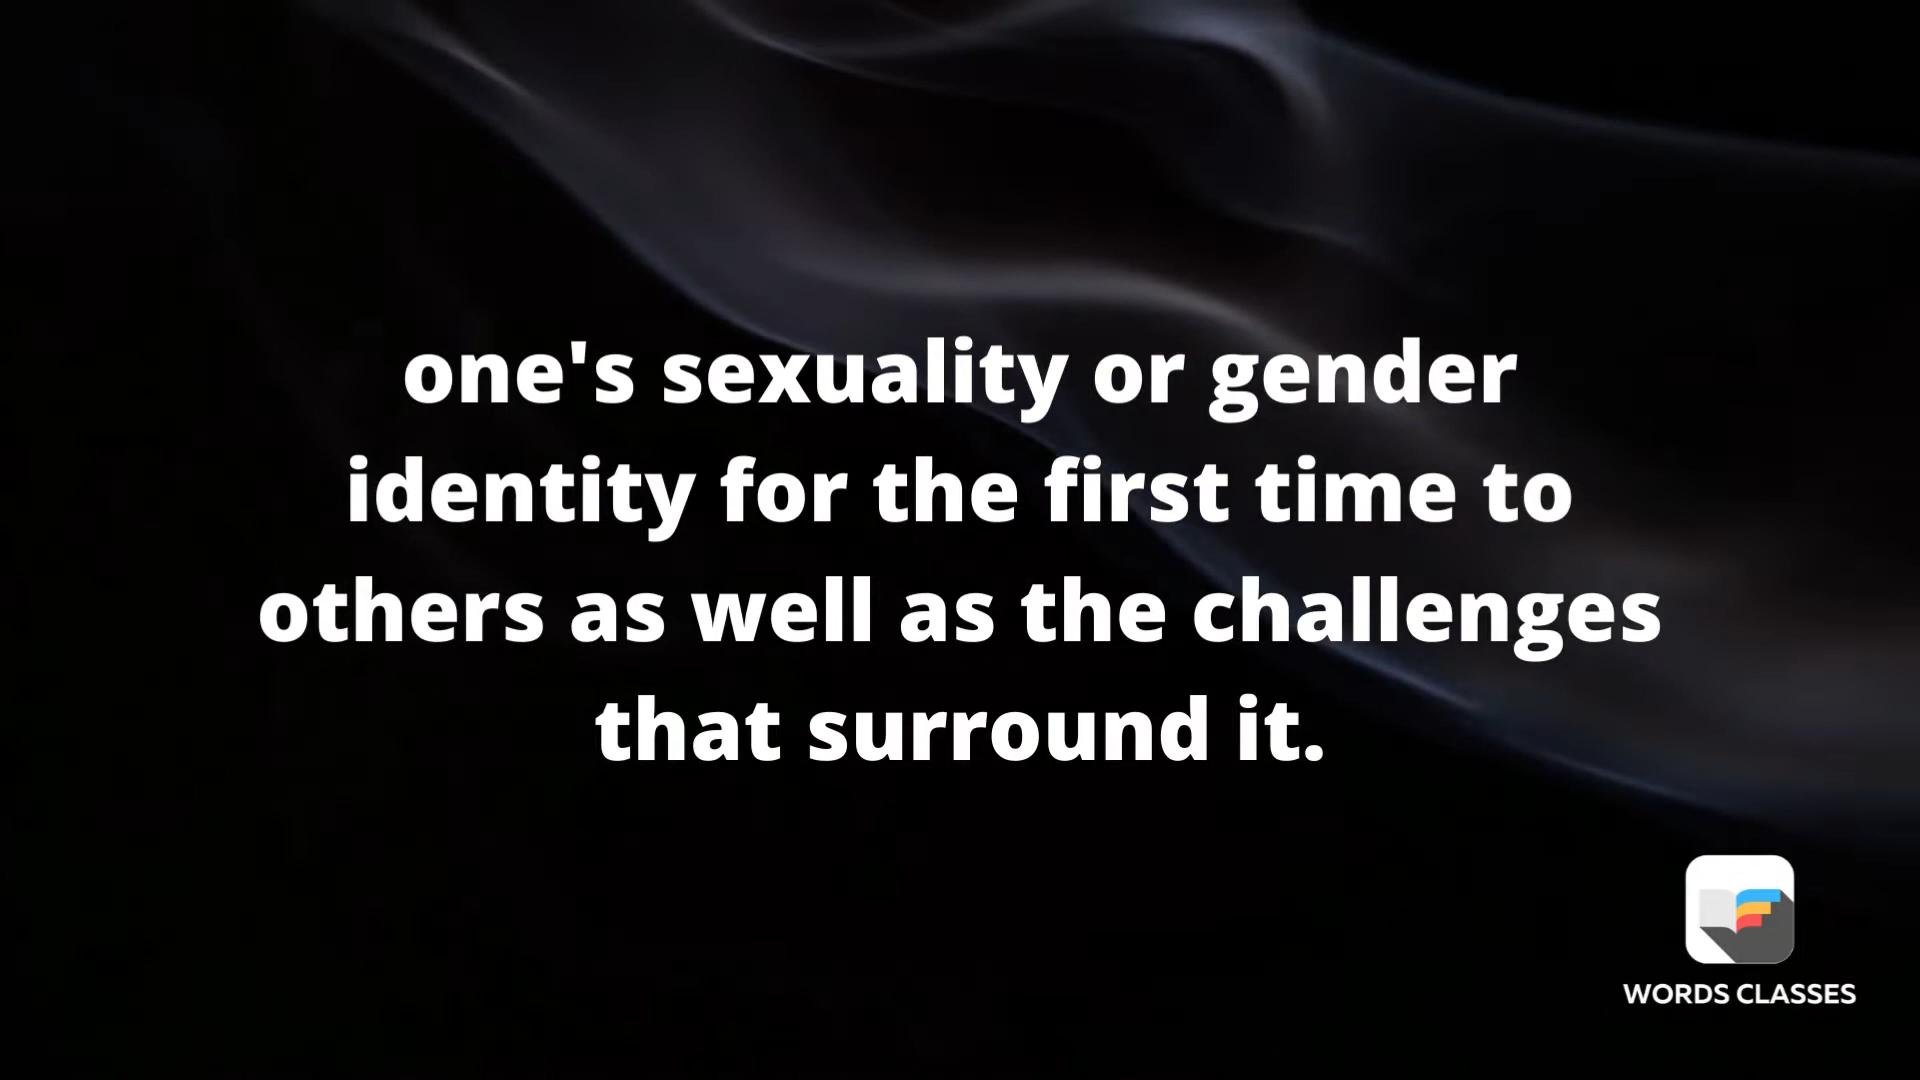 one's sexuality or gender
identity for the first time to
others as well as the challenges
that surround it.
WORDS CLASSES